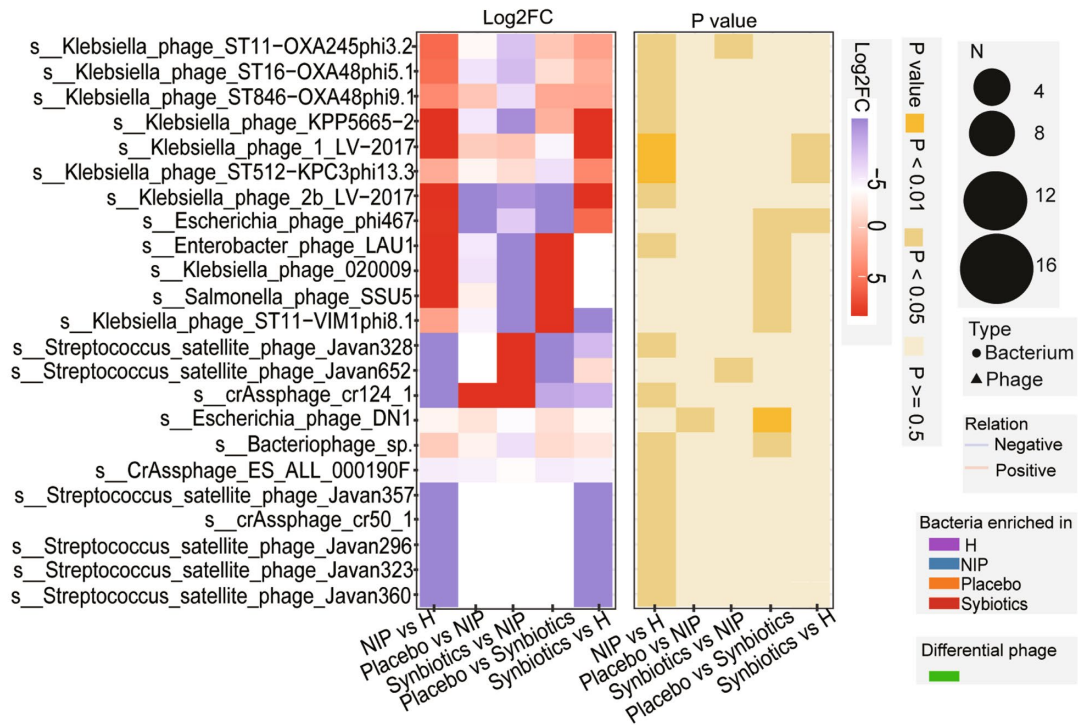 Log2FC
P value
s__Klebsiella_phage_ST11−OXA245phi3.2
s__Klebsiella_phage_ST16−OXA48phi5.1
s__Klebsiella_phage_ST846−OXA48phi9.1
s__Klebsiella_phage_KPP5665−2
s__Klebsiella_phage_1_LV−2017
s__Klebsiella_phage_ST512−KPC3phi13.3
s__Klebsiella_phage_2b_LV−2017
s__Escherichia_phage_phi467
s__Enterobacter_phage_LAU1
s__Klebsiella_phage_020009
s__Salmonella_phage_SSU5
s__Klebsiella_phage_ST11−VIM1phi8.1
s__Streptococcus_satellite_phage_Javan328
s__Streptococcus_satellite_phage_Javan652
s__crAssphage_cr124_1
s__Escherichia_phage_DN1
s__Bacteriophage_sp.
s__CrAssphage_ES_ALL_000190F
s__Streptococcus_satellite_phage_Javan357
s__crAssphage_cr50_1
s__Streptococcus_satellite_phage_Javan296
s__Streptococcus_satellite_phage_Javan323
s__Streptococcus_satellite_phage_Javan360
NIP vs H
Placebo vs NIP
Synbiotics vs NIP
Placebo vs Synbiotics
Synbiotics vs H
NIP vs H
Placebo vs NIP
Synbiotics vs NIP
Placebo vs Synbiotics
Synbiotics vs H
Log2FC
−5
0
5
P value
P < 0.01
P < 0.05
P >= 0.5
N
4
8
12
16
Type
Bacterium
Phage
Relation
Negative
Positive
Bacteria enriched in
H
NIP
Placebo
Sybiotics
Differential phage